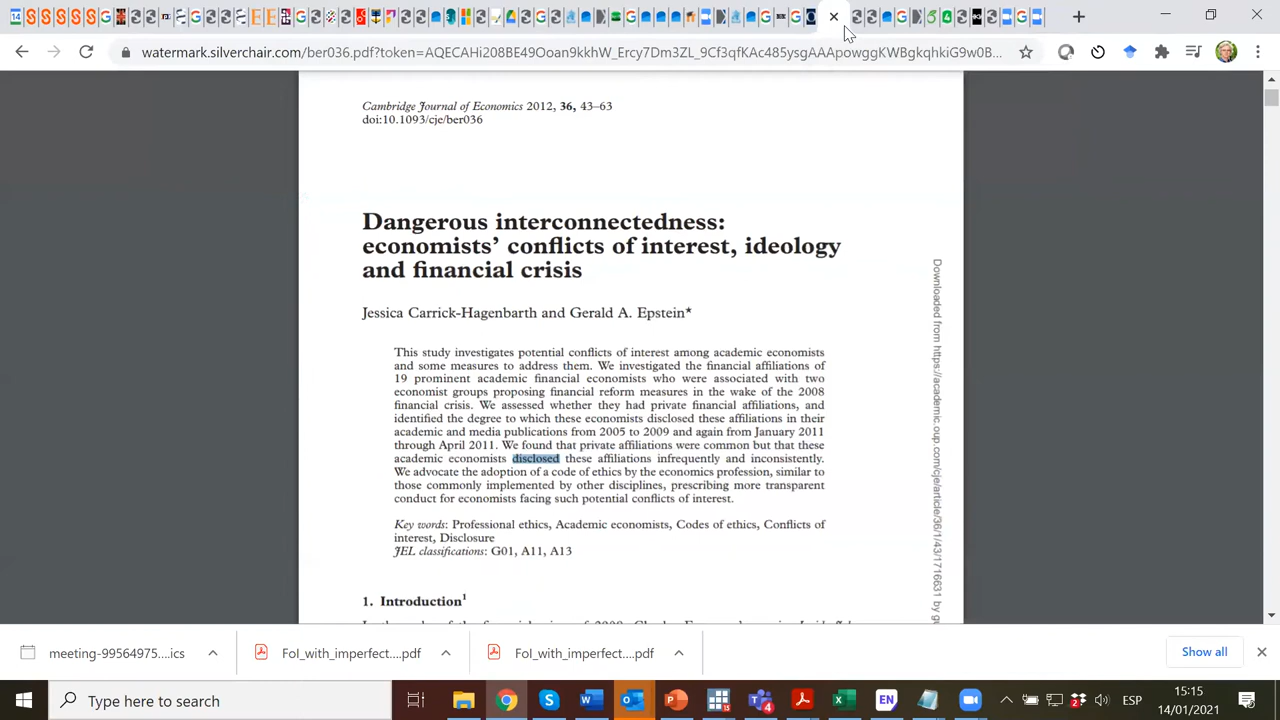 watermark.silverchair.com/ber036.pdf?token=AQECAHi208BE49Ooan9kkhW_Ercy7Dm3ZL_9Cf3qfKAc485ysgAAApowggKWBgkqhkiG9w0B...
Cambridge Journal of Economics 2012, 36, 43–63
doi:10.1093/cje/ber036
Dangerous interconnectedness:
economists’ conflicts of interest, ideology
and financial crisis
Jessica Carrick-Hagenbarth and Gerald A. Epstein*
This study investigates potential conflicts of interest among academic economists
and some measures to address them. We investigated the financial affiliations of
19 prominent academic financial economists who were associated with two
economist groups proposing financial reform measures in the wake of the 2008
financial crisis. We assessed whether they had private financial affiliations, and
identified the degree to which these economists disclosed these affiliations in their
academic and media publications from 2005 to 2009 and again from January 2011
through April 2011. We found that private affiliations were common but that these
academic economists disclosed these affiliations infrequently and inconsistently.
We advocate the adoption of a code of ethics by the economics profession, similar to
those commonly implemented by other disciplines, prescribing more transparent
conduct for economists facing such potential conflicts of interest.
Key words: Professional ethics, Academic economists, Codes of ethics, Conflicts of
interest, Disclosure
JEL classifications: G01, A11, A13
1. Introduction1
Downloaded from https://academic.oup.com/cje/article/36/1/43/1716631 by gu
meeting-99564975....ics
FoI_with_imperfect....pdf
FoI_with_imperfect....pdf
Show all
Type here to search
EN
4
2
ESP
15:15
14/01/2021